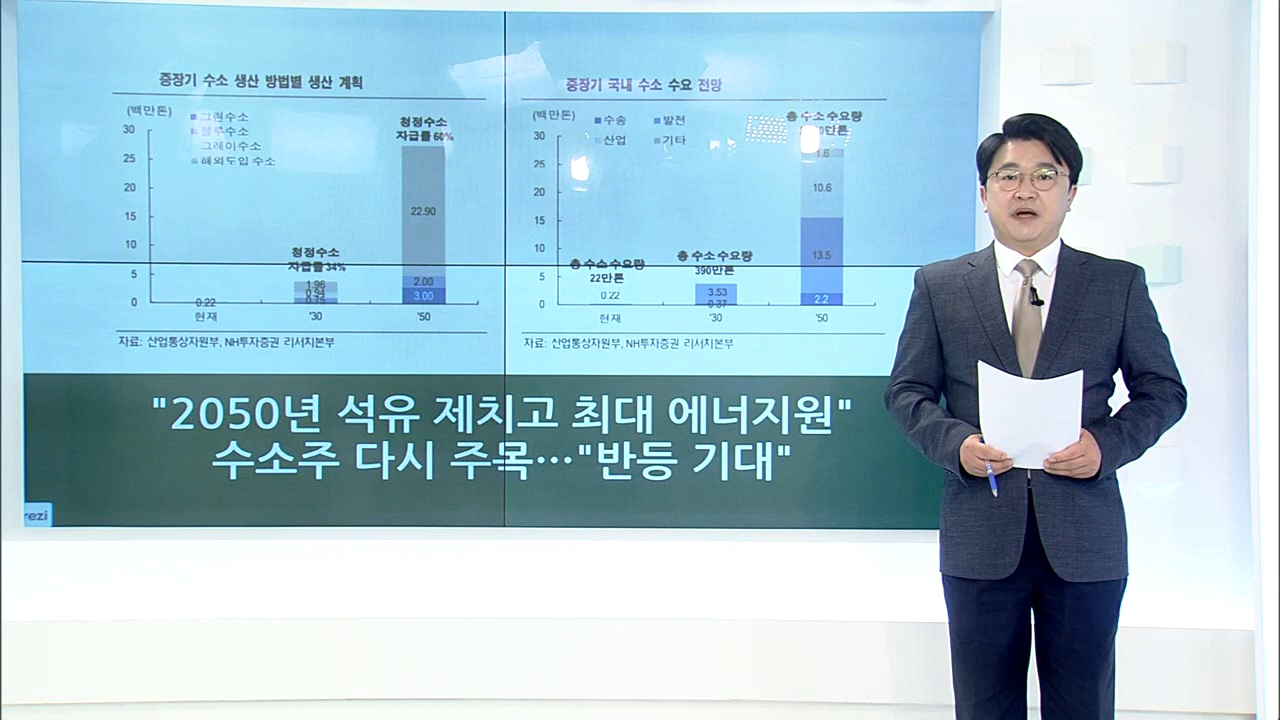 중장기 수소 생산 방법별 생산 계획
(백만톤)
그린수소
블루수소
그레이수소
해외도입 수소
30
25
20
15
10
5
0
0.22
청정수소
자급률 34%
1.96
0.94
0.75
0.25
청정수소
자급률 60%
22.90
2.00
3.00
현재
'30
'50
자료: 산업통상자원부, NH투자증권 리서치본부
중장기 국내 수소 수요 전망
(백만톤)
수송
발전
산업
기타
30
25
20
15
10
5
0
총 수소 수요량
22만톤
0.22
총 수소 수요량
390만톤
3.53
0.37
총 수소 수요량
1.6
10.6
13.5
2.2
현재
'30
'50
자료: 산업통상자원부, NH투자증권 리서치본부
"2050년 석유 제치고 최대 에너지원"
수소주 다시 주목…"반등 기대"
rezi